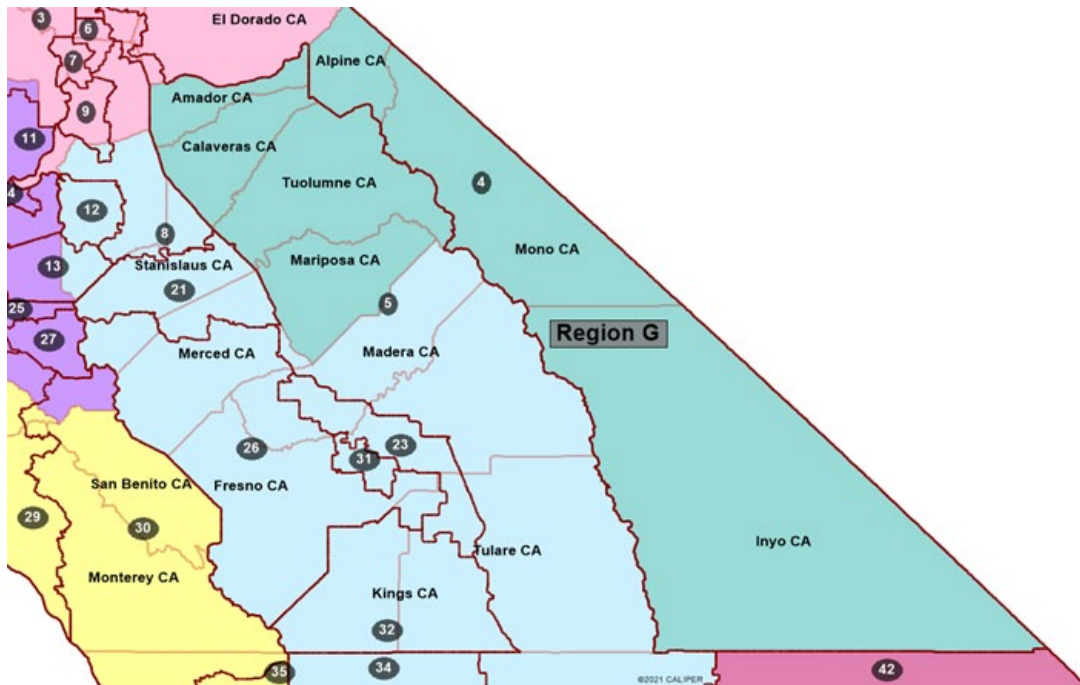 3
6
El Dorado CA
7
Alpine CA
9
Amador CA
11
Calaveras CA
4
Tuolumne CA
4
12
8
Mono CA
13
Stanislaus CA
Mariposa CA
21
5
25
27
Region G
Merced CA
Madera CA
26
23
31
San Benito CA
Fresno CA
29
30
Inyo CA
Tulare CA
Monterey CA
Kings CA
32
35
34
42
©2021 CALIPER